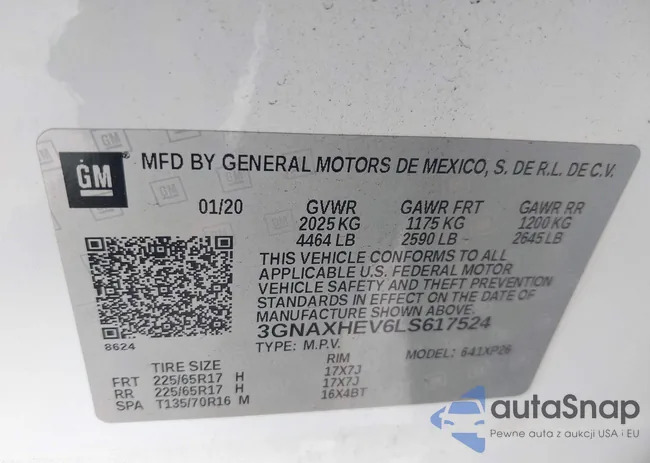 GM
MFD BY GENERAL MOTORS DE MEXICO, S. DE R.L. DE C.V.
01/20 GVWR GAWR FRT GAWR RR
2025 KG 1175 KG 1200 KG
4464 LB 2590 LB 2645 LB
THIS VEHICLE CONFORMS TO ALL
APPLICABLE U.S. FEDERAL MOTOR
VEHICLE SAFETY AND THEFT PREVENTION
STANDARDS IN EFFECT ON THE DATE OF
MANUFACTURE SHOWN ABOVE.
3GNAXHEV6LS617524
8624
TYPE: M.P.V. MODEL: 641XP26
TIRE SIZE RIM
FRT 225/65R17 H 17X7J
RR 225/65R17 H 17X7J
SPA T135/70R16 M 16X4BT
autaSnap
Pewne auta z aukcji USA i EU